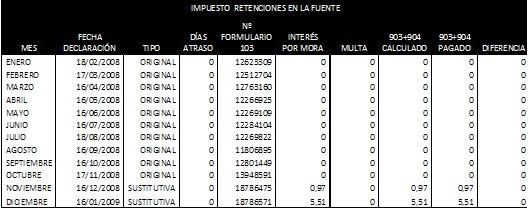 IMPUESTO RETENCIONES EN LA FUENTE
MES FECHA DECLARACIÓN TIPO DÍAS ATRASO Nº FORMULARIO 103 INTERÉS POR MORA MULTA 903+904 CALCULADO 903+904 PAGADO DIFERENCIA
ENERO 18/02/2008 ORIGINAL 0 12623309 0 0 0 0 0
FEBRERO 17/03/2008 ORIGINAL 0 12512704 0 0 0 0 0
MARZO 16/04/2008 ORIGINAL 0 12763160 0 0 0 0 0
ABRIL 16/05/2008 ORIGINAL 0 12266925 0 0 0 0 0
MAYO 16/06/2008 ORIGINAL 0 12269109 0 0 0 0 0
JUNIO 16/07/2008 ORIGINAL 0 12284104 0 0 0 0 0
JULIO 18/08/2008 ORIGINAL 0 12269822 0 0 0 0 0
AGOSTO 16/09/2008 ORIGINAL 0 11806895 0 0 0 0 0
SEPTIEMBRE 16/10/2008 ORIGINAL 0 12801449 0 0 0 0 0
OCTUBRE 17/11/2008 ORIGINAL 0 13948591 0 0 0 0 0
NOVIEMBRE 16/12/2008 SUSTITUTIVA 0 18786475 0,97 0 0,97 0,97 0
DICIEMBRE 16/01/2009 SUSTITUTIVA 0 18786571 5,51 0 5,51 5,51 0